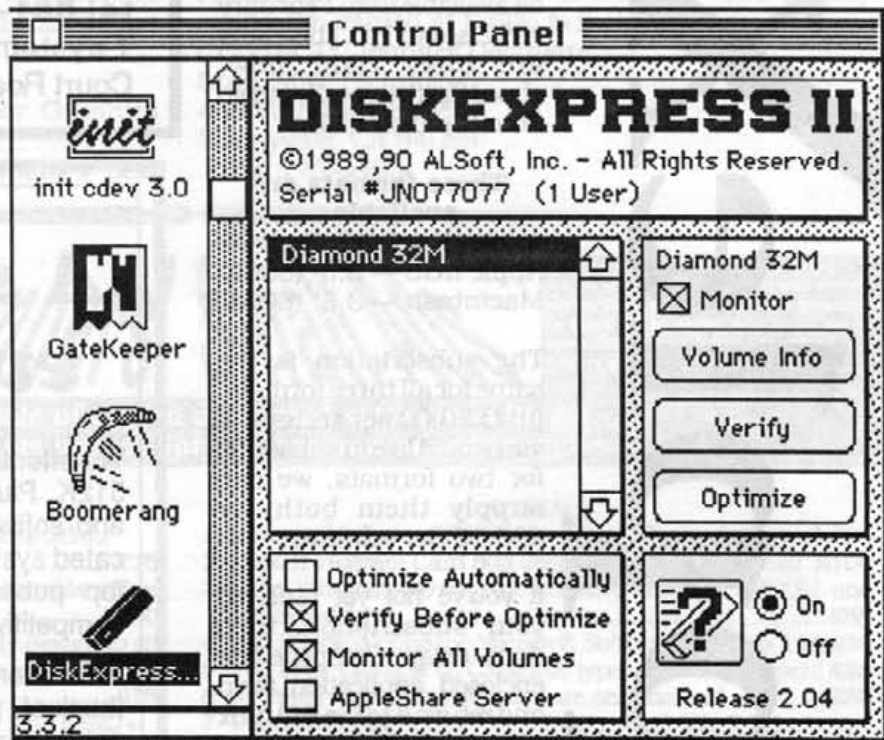 Control Panel
init
init cdev 3.0
GateKeeper
Boomerang
DiskExpress...
3.3.2
DISKEXPRESS II
©1989,90 ALSoft, Inc. - All Rights Reserved.
Serial #JN077077 (1 User)
Diamond 32M
Diamond 32M
Monitor
Volume Info
Verify
Optimize
Optimize Automatically
Verify Before Optimize
Monitor All Volumes
AppleShare Server
?
On
Off
Release 2.04